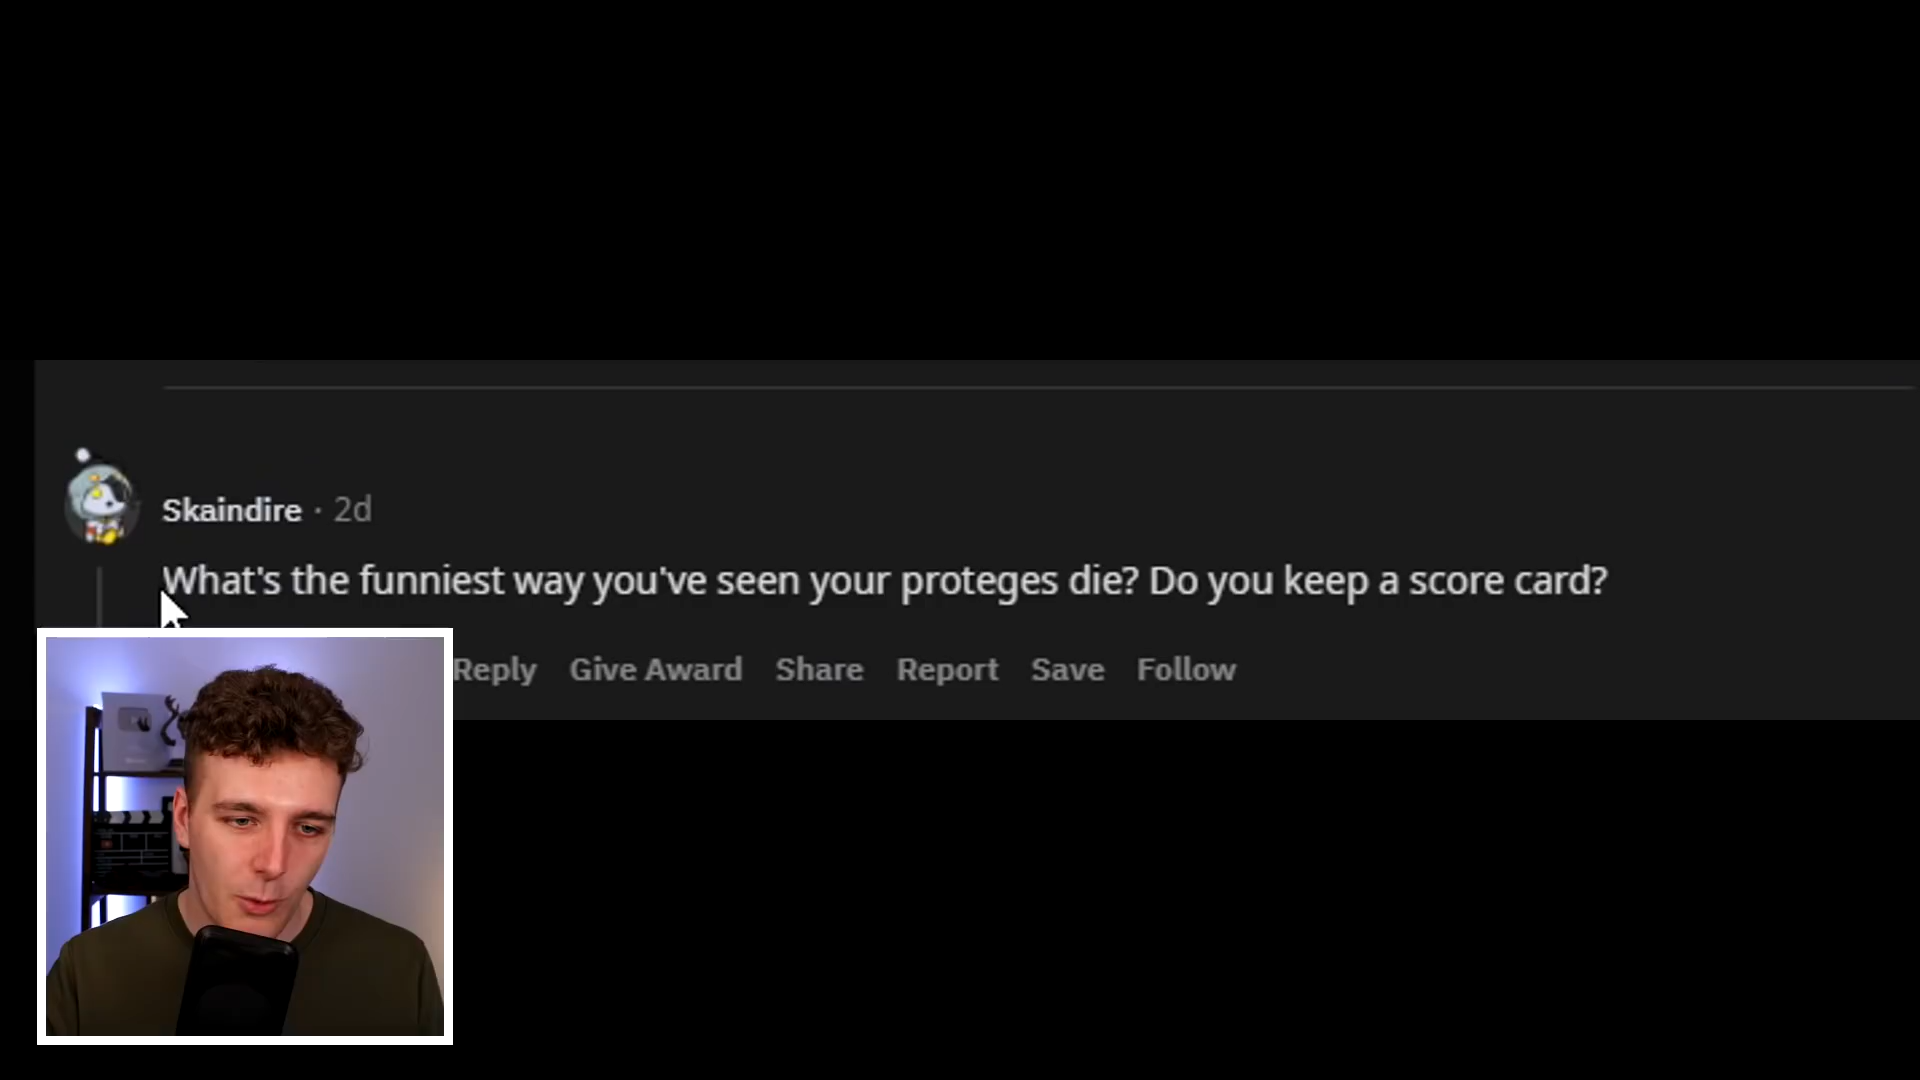 Skaindire · 2d
What's the funniest way you've seen your proteges die? Do you keep a score card?
Reply Give Award Share Report Save Follow